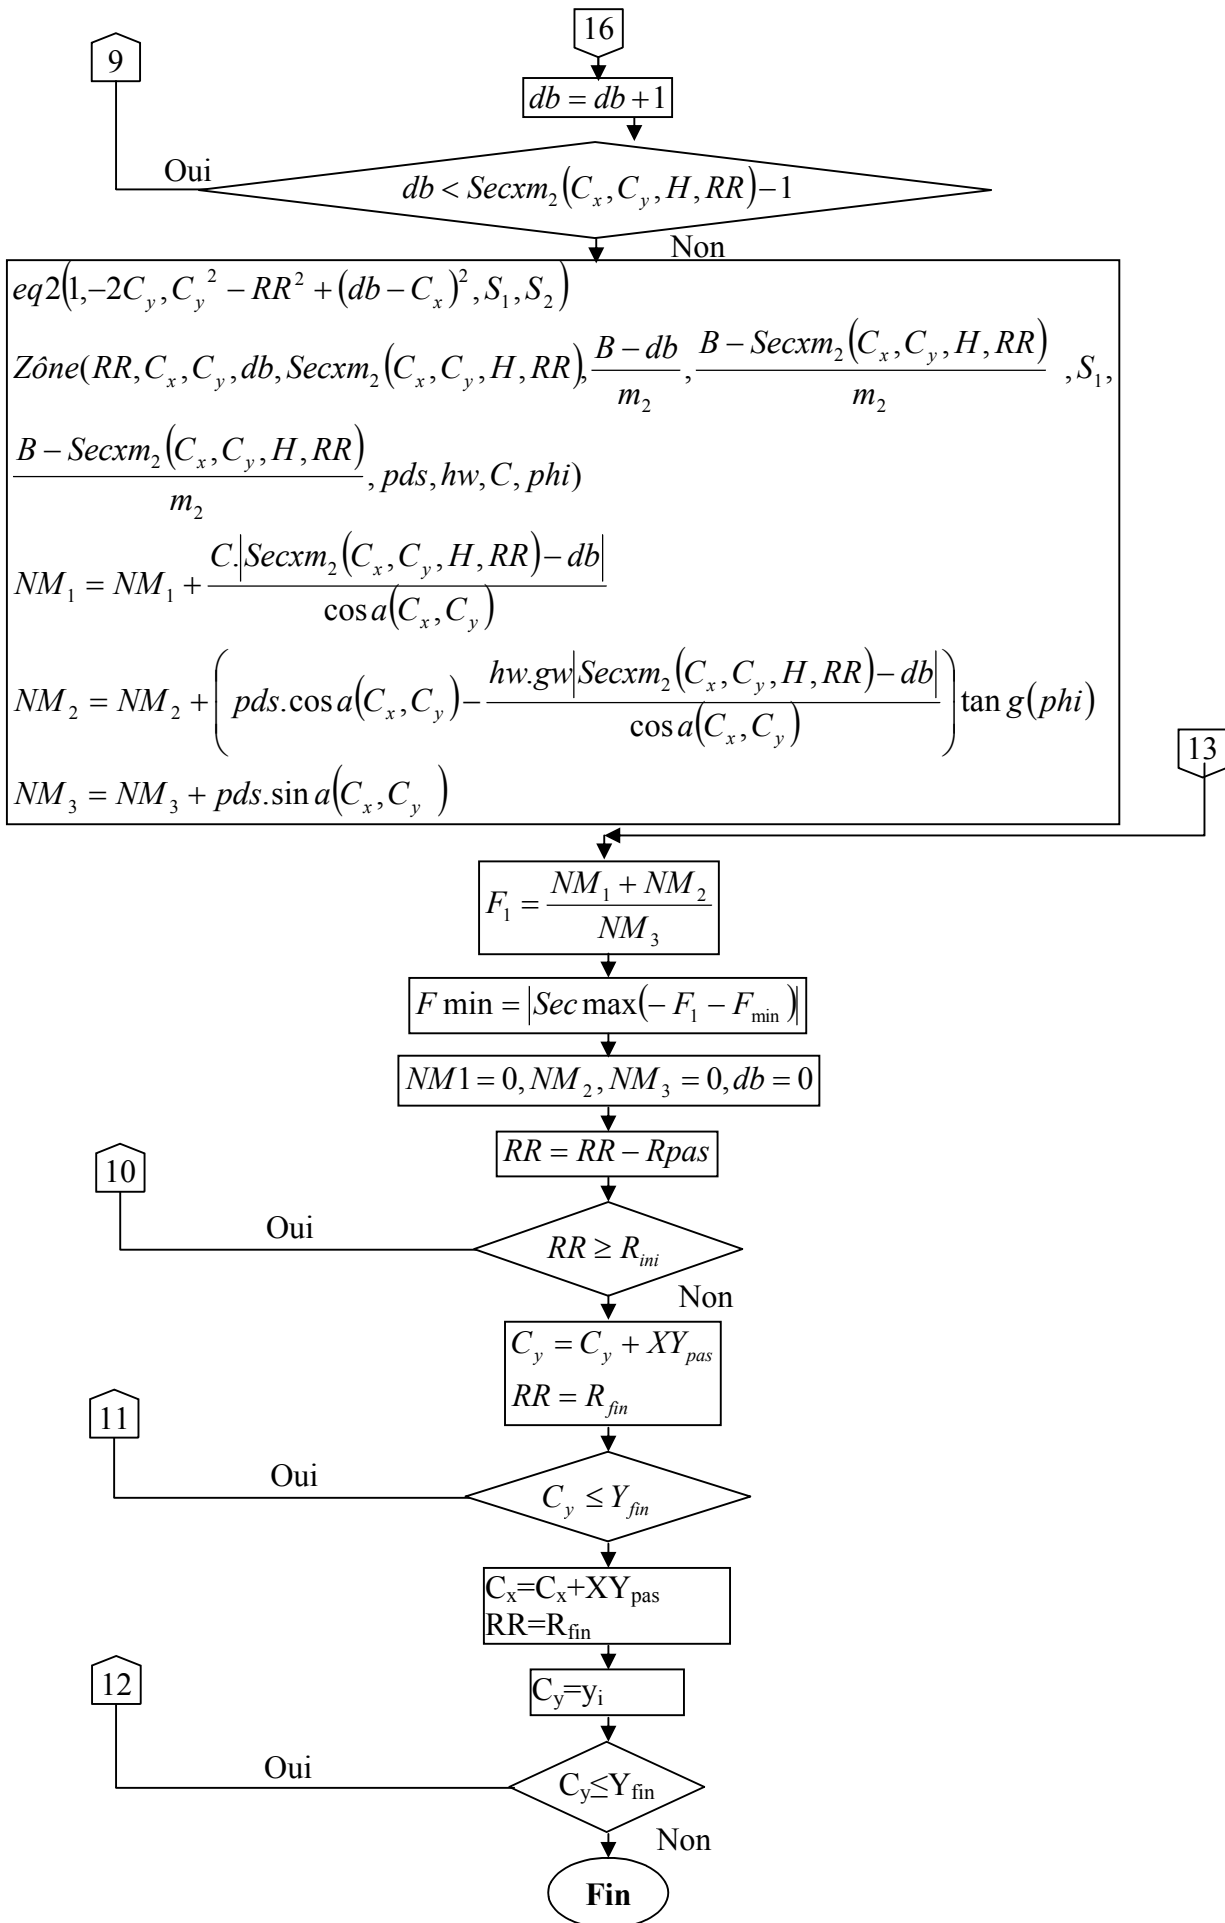 16
9
db = db + 1
Oui
db < Secxm₂(Cₓ, C_y, H, RR) − 1
Non
eq2(1, −2C_y, C_y² − RR² + (db − Cₓ)², S₁, S₂)
Zône(RR, Cₓ, C_y, db, Secxm₂(Cₓ, C_y, H, RR), \frac{B − db}{m₂}, \frac{B − Secxm₂(Cₓ, C_y, H, RR)}{m₂} , S₁,
\frac{B − Secxm₂(Cₓ, C_y, H, RR)}{m₂}, pds, hw, C, phi)
NM₁ = NM₁ + \frac{C.|Secxm₂(Cₓ, C_y, H, RR) − db|}{cos a(Cₓ, C_y)}
NM₂ = NM₂ + ( pds.cos a(Cₓ, C_y) − \frac{hw.gw|Secxm₂(Cₓ, C_y, H, RR) − db|}{cos a(Cₓ, C_y)} ) tan g(phi)
13
NM₃ = NM₃ + pds.sin a(Cₓ, C_y )
F₁ = \frac{NM₁ + NM₂}{NM₃}
F min = |Sec max(− F₁ − F_min )|
NM1 = 0, NM₂, NM₃ = 0, db = 0
RR = RR − Rpas
10
Oui
RR ≥ R_ini
Non
C_y = C_y + XY_pas
RR = R_fin
11
Oui
C_y ≤ Y_fin
Cₓ=Cₓ+XY_pas
RR=R_fin
12
C_y=y_i
Oui
C_y≤Y_fin
Non
Fin